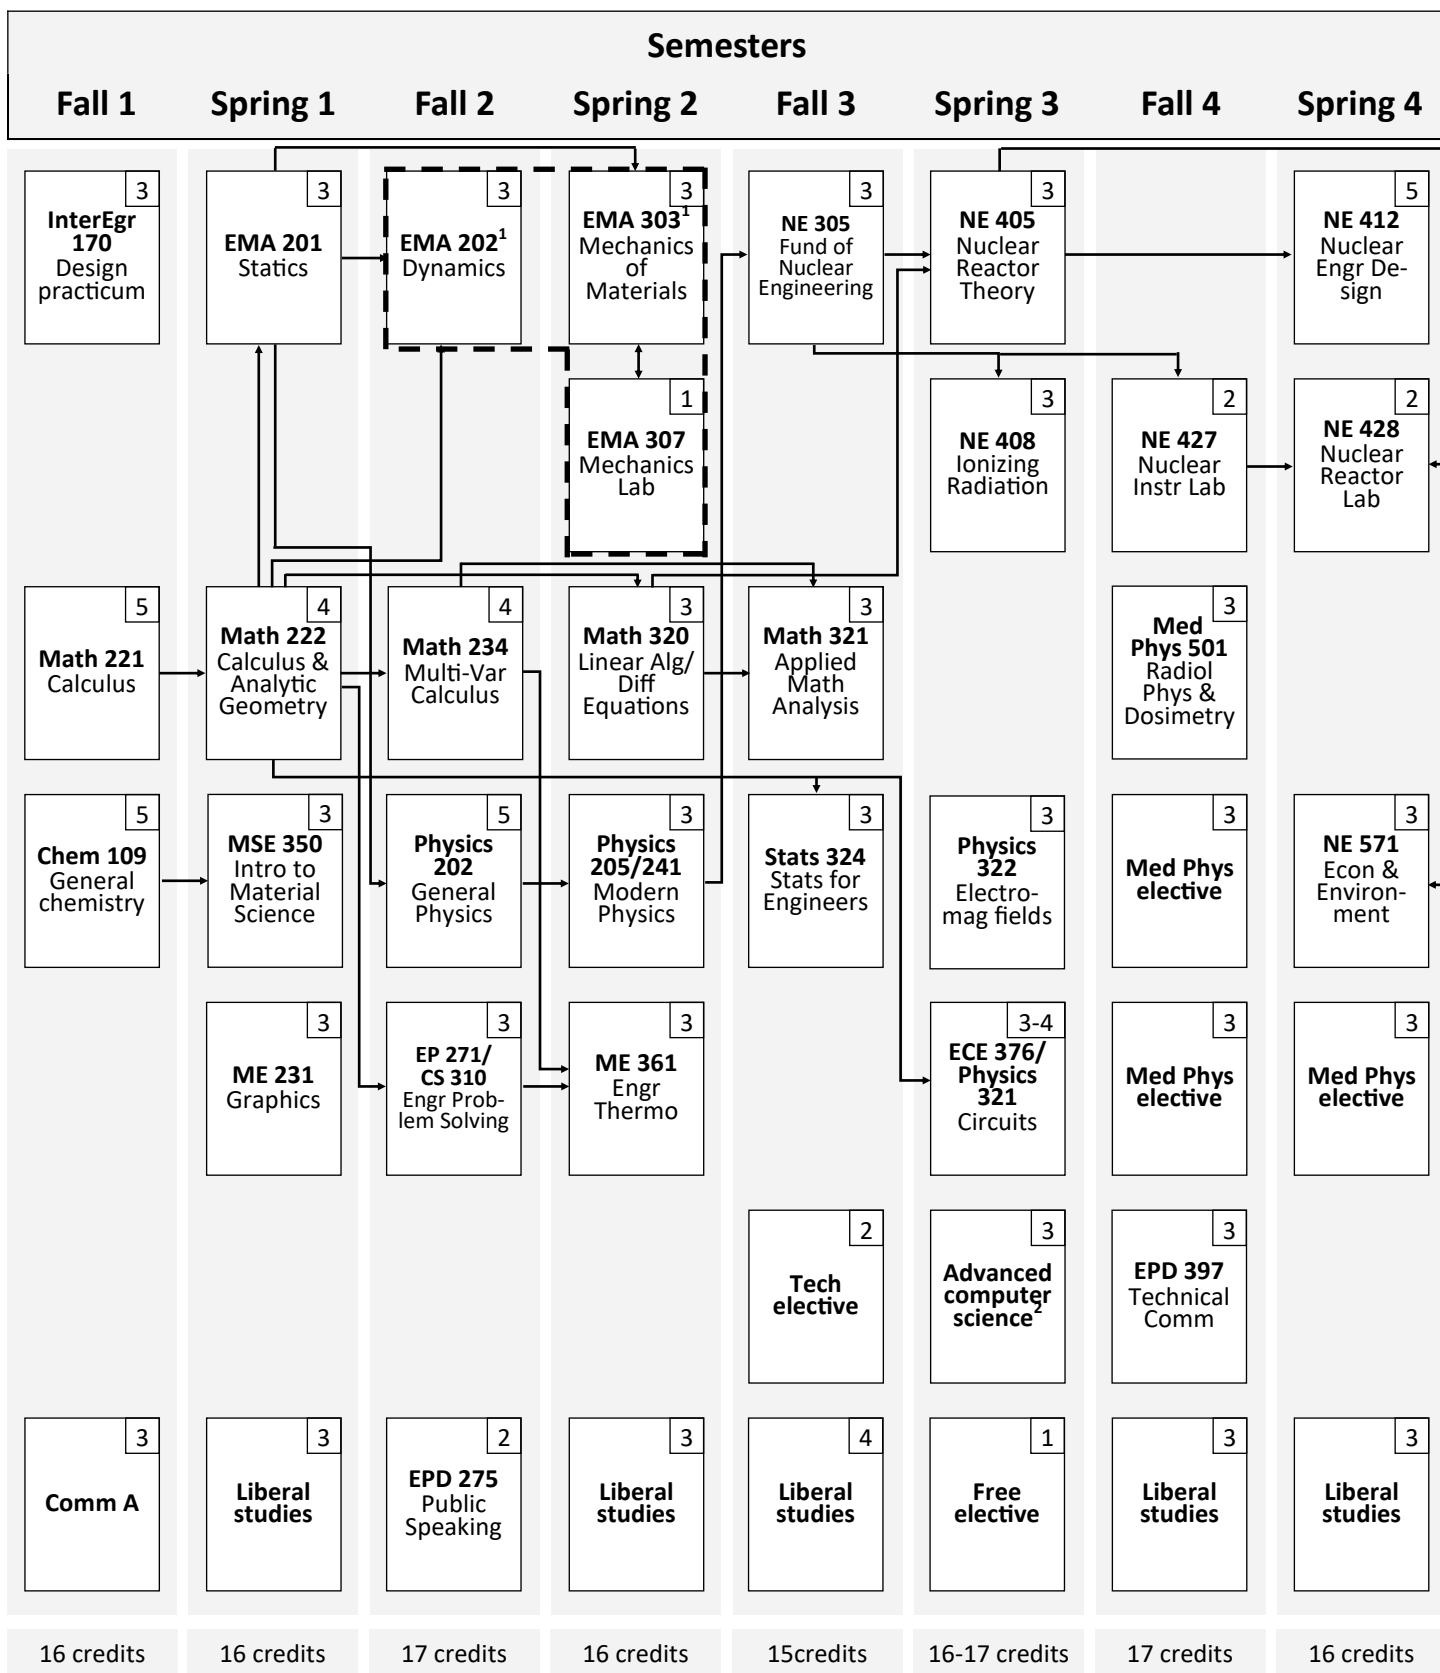 Semesters
Fall 1
Spring 1
Fall 2
Spring 2
Fall 3
Spring 3
Fall 4
Spring 4
3
InterEgr
170
Design
practicum
3
EMA 201
Statics
3
EMA 202¹
Dynamics
3
EMA 303¹
Mechanics
of
Materials
3
NE 305
Fund of
Nuclear
Engineering
3
NE 405
Nuclear
Reactor
Theory
5
NE 412
Nuclear
Engr De-
sign
1
EMA 307
Mechanics
Lab
3
NE 408
Ionizing
Radiation
2
NE 427
Nuclear
Instr Lab
2
NE 428
Nuclear
Reactor
Lab
5
Math 221
Calculus
4
Math 222
Calculus &
Analytic
Geometry
4
Math 234
Multi-Var
Calculus
3
Math 320
Linear Alg/
Diff
Equations
3
Math 321
Applied
Math
Analysis
3
Med
Phys 501
Radiol
Phys &
Dosimetry
5
Chem 109
General
chemistry
3
MSE 350
Intro to
Material
Science
5
Physics
202
General
Physics
3
Physics
205/241
Modern
Physics
3
Stats 324
Stats for
Engineers
3
Physics
322
Electro-
mag fields
3
Med Phys
elective
3
NE 571
Econ &
Environ-
ment
3
ME 231
Graphics
3
EP 271/
CS 310
Engr Prob-
lem Solving
3
ME 361
Engr
Thermo
3-4
ECE 376/
Physics
321
Circuits
3
Med Phys
elective
3
Med Phys
elective
2
Tech
elective
3
Advanced
computer
science²
3
EPD 397
Technical
Comm
3
Comm A
3
Liberal
studies
2
EPD 275
Public
Speaking
3
Liberal
studies
4
Liberal
studies
1
Free
elective
3
Liberal
studies
3
Liberal
studies
16 credits
16 credits
17 credits
16 credits
15credits
16-17 credits
17 credits
16 credits